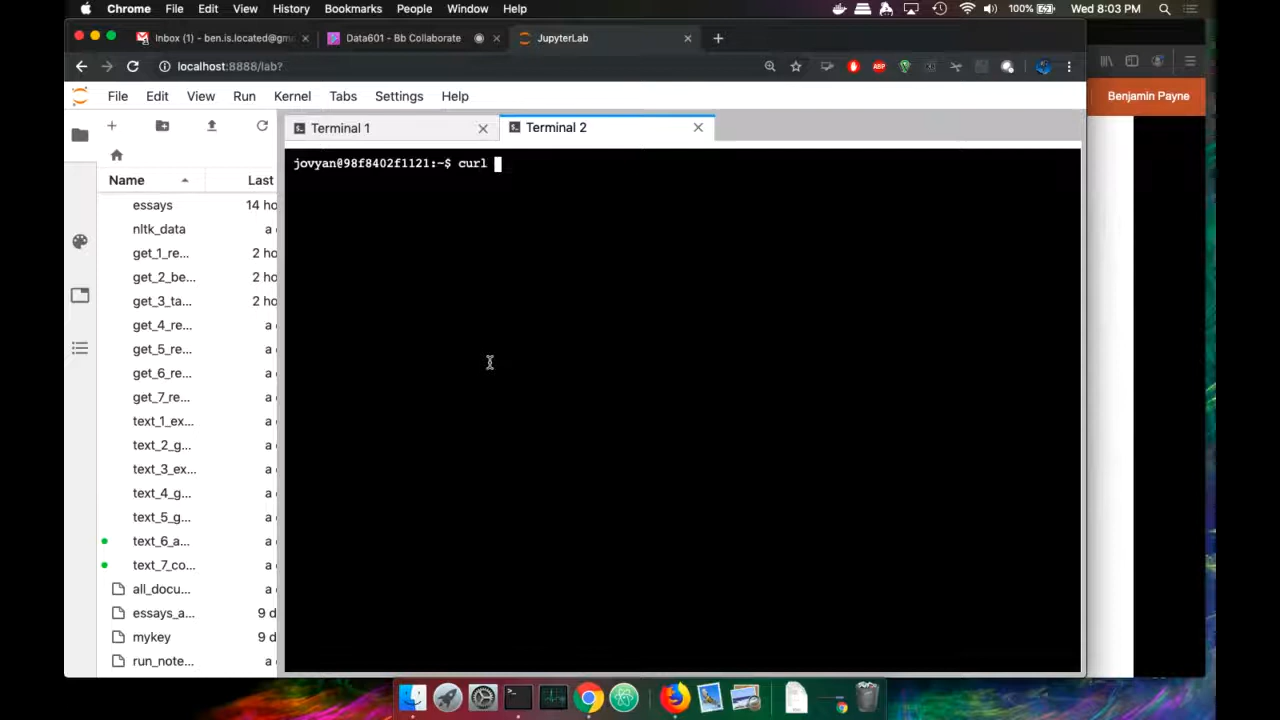 Chrome File Edit View History Bookmarks People Window Help 100% Wed 8:03 PM
Inbox (1) - ben.is.located@gm
Data601 - Bb Collaborate
JupyterLab
localhost:8888/lab?
ABP
File Edit View Run Kernel Tabs Settings Help
Benjamin Payne
Terminal 1
Terminal 2
Name Last
jovyan@98f8402f1121:~$ curl
essays 14 ho
nltk_data a
get_1_re... 2 ho
get_2_be... 2 ho
get_3_ta... 2 ho
get_4_re... a
get_5_re... a
get_6_re... a
get_7_re... a
text_1_ex... a
text_2_g... a
text_3_ex... a
text_4_g... a
text_5_g... a
text_6_a... a
text_7_co... a
all_docu... a
essays_a... 9 d
mykey 9 d
run_note... a